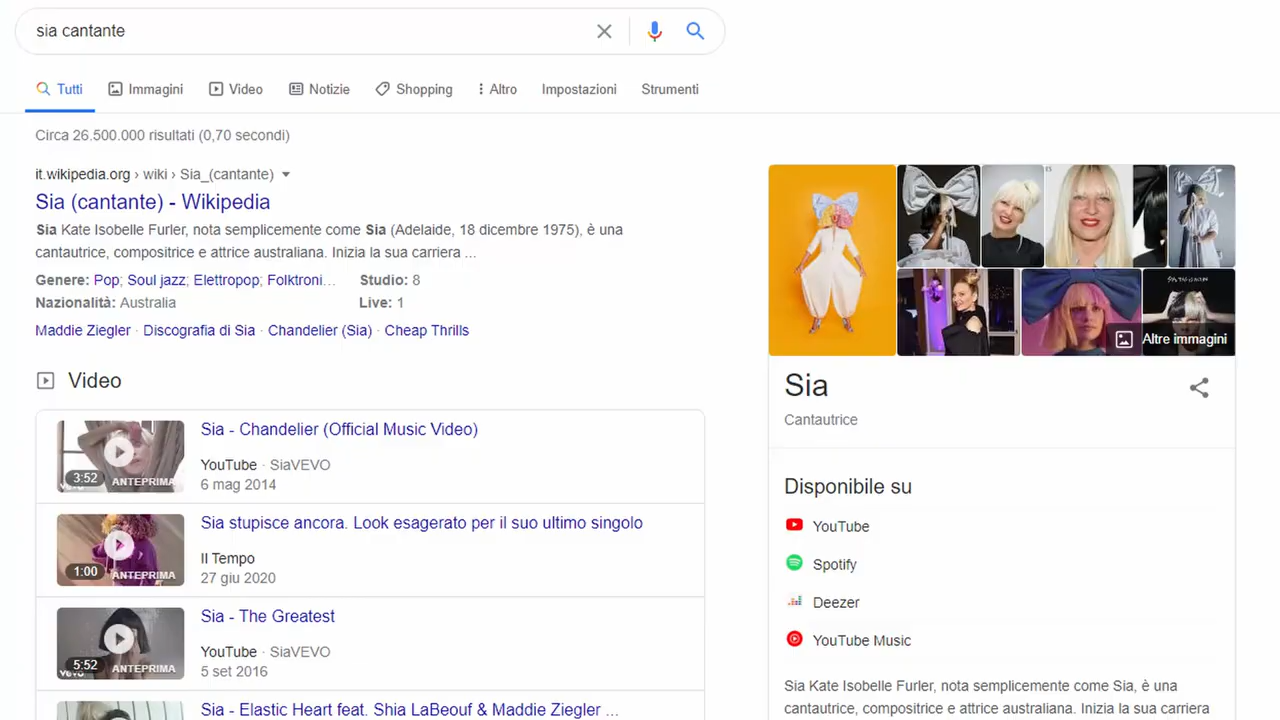 sia cantante
Tutti Immagini Video Notizie Shopping Altro Impostazioni Strumenti
Circa 26.500.000 risultati (0,70 secondi)
it.wikipedia.org › wiki › Sia_(cantante)
Sia (cantante) - Wikipedia
Sia Kate Isobelle Furler, nota semplicemente come Sia (Adelaide, 18 dicembre 1975), è una
cantautrice, compositrice e attrice australiana. Inizia la sua carriera ...
Genere: Pop; Soul jazz; Elettropop; Folktroni… Studio: 8
Nazionalità: Australia Live: 1
Maddie Ziegler · Discografia di Sia · Chandelier (Sia) · Cheap Thrills
Video
Sia - Chandelier (Official Music Video)
YouTube · SiaVEVO
6 mag 2014
3:52 ANTEPRIMA
Sia stupisce ancora. Look esagerato per il suo ultimo singolo
Il Tempo
27 giu 2020
1:00 ANTEPRIMA
Sia - The Greatest
YouTube · SiaVEVO
5 set 2016
5:52 ANTEPRIMA
vevo
Sia - Elastic Heart feat. Shia LaBeouf & Maddie Ziegler ...
Altre immagini
Sia
Cantautrice
Disponibile su
YouTube
Spotify
Deezer
YouTube Music
Sia Kate Isobelle Furler, nota semplicemente come Sia, è una
cantautrice, compositrice e attrice australiana. Inizia la sua carriera